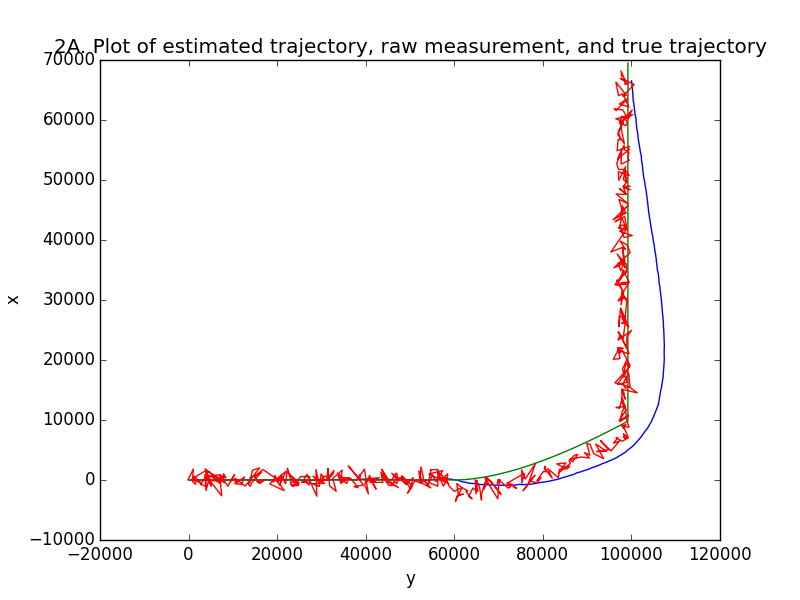 2A. Plot of estimated trajectory, raw measurement, and true trajectory
70000
60000
50000
40000
30000
20000
10000
0
−10000
x
−20000 0 20000 40000 60000 80000 100000 120000
y